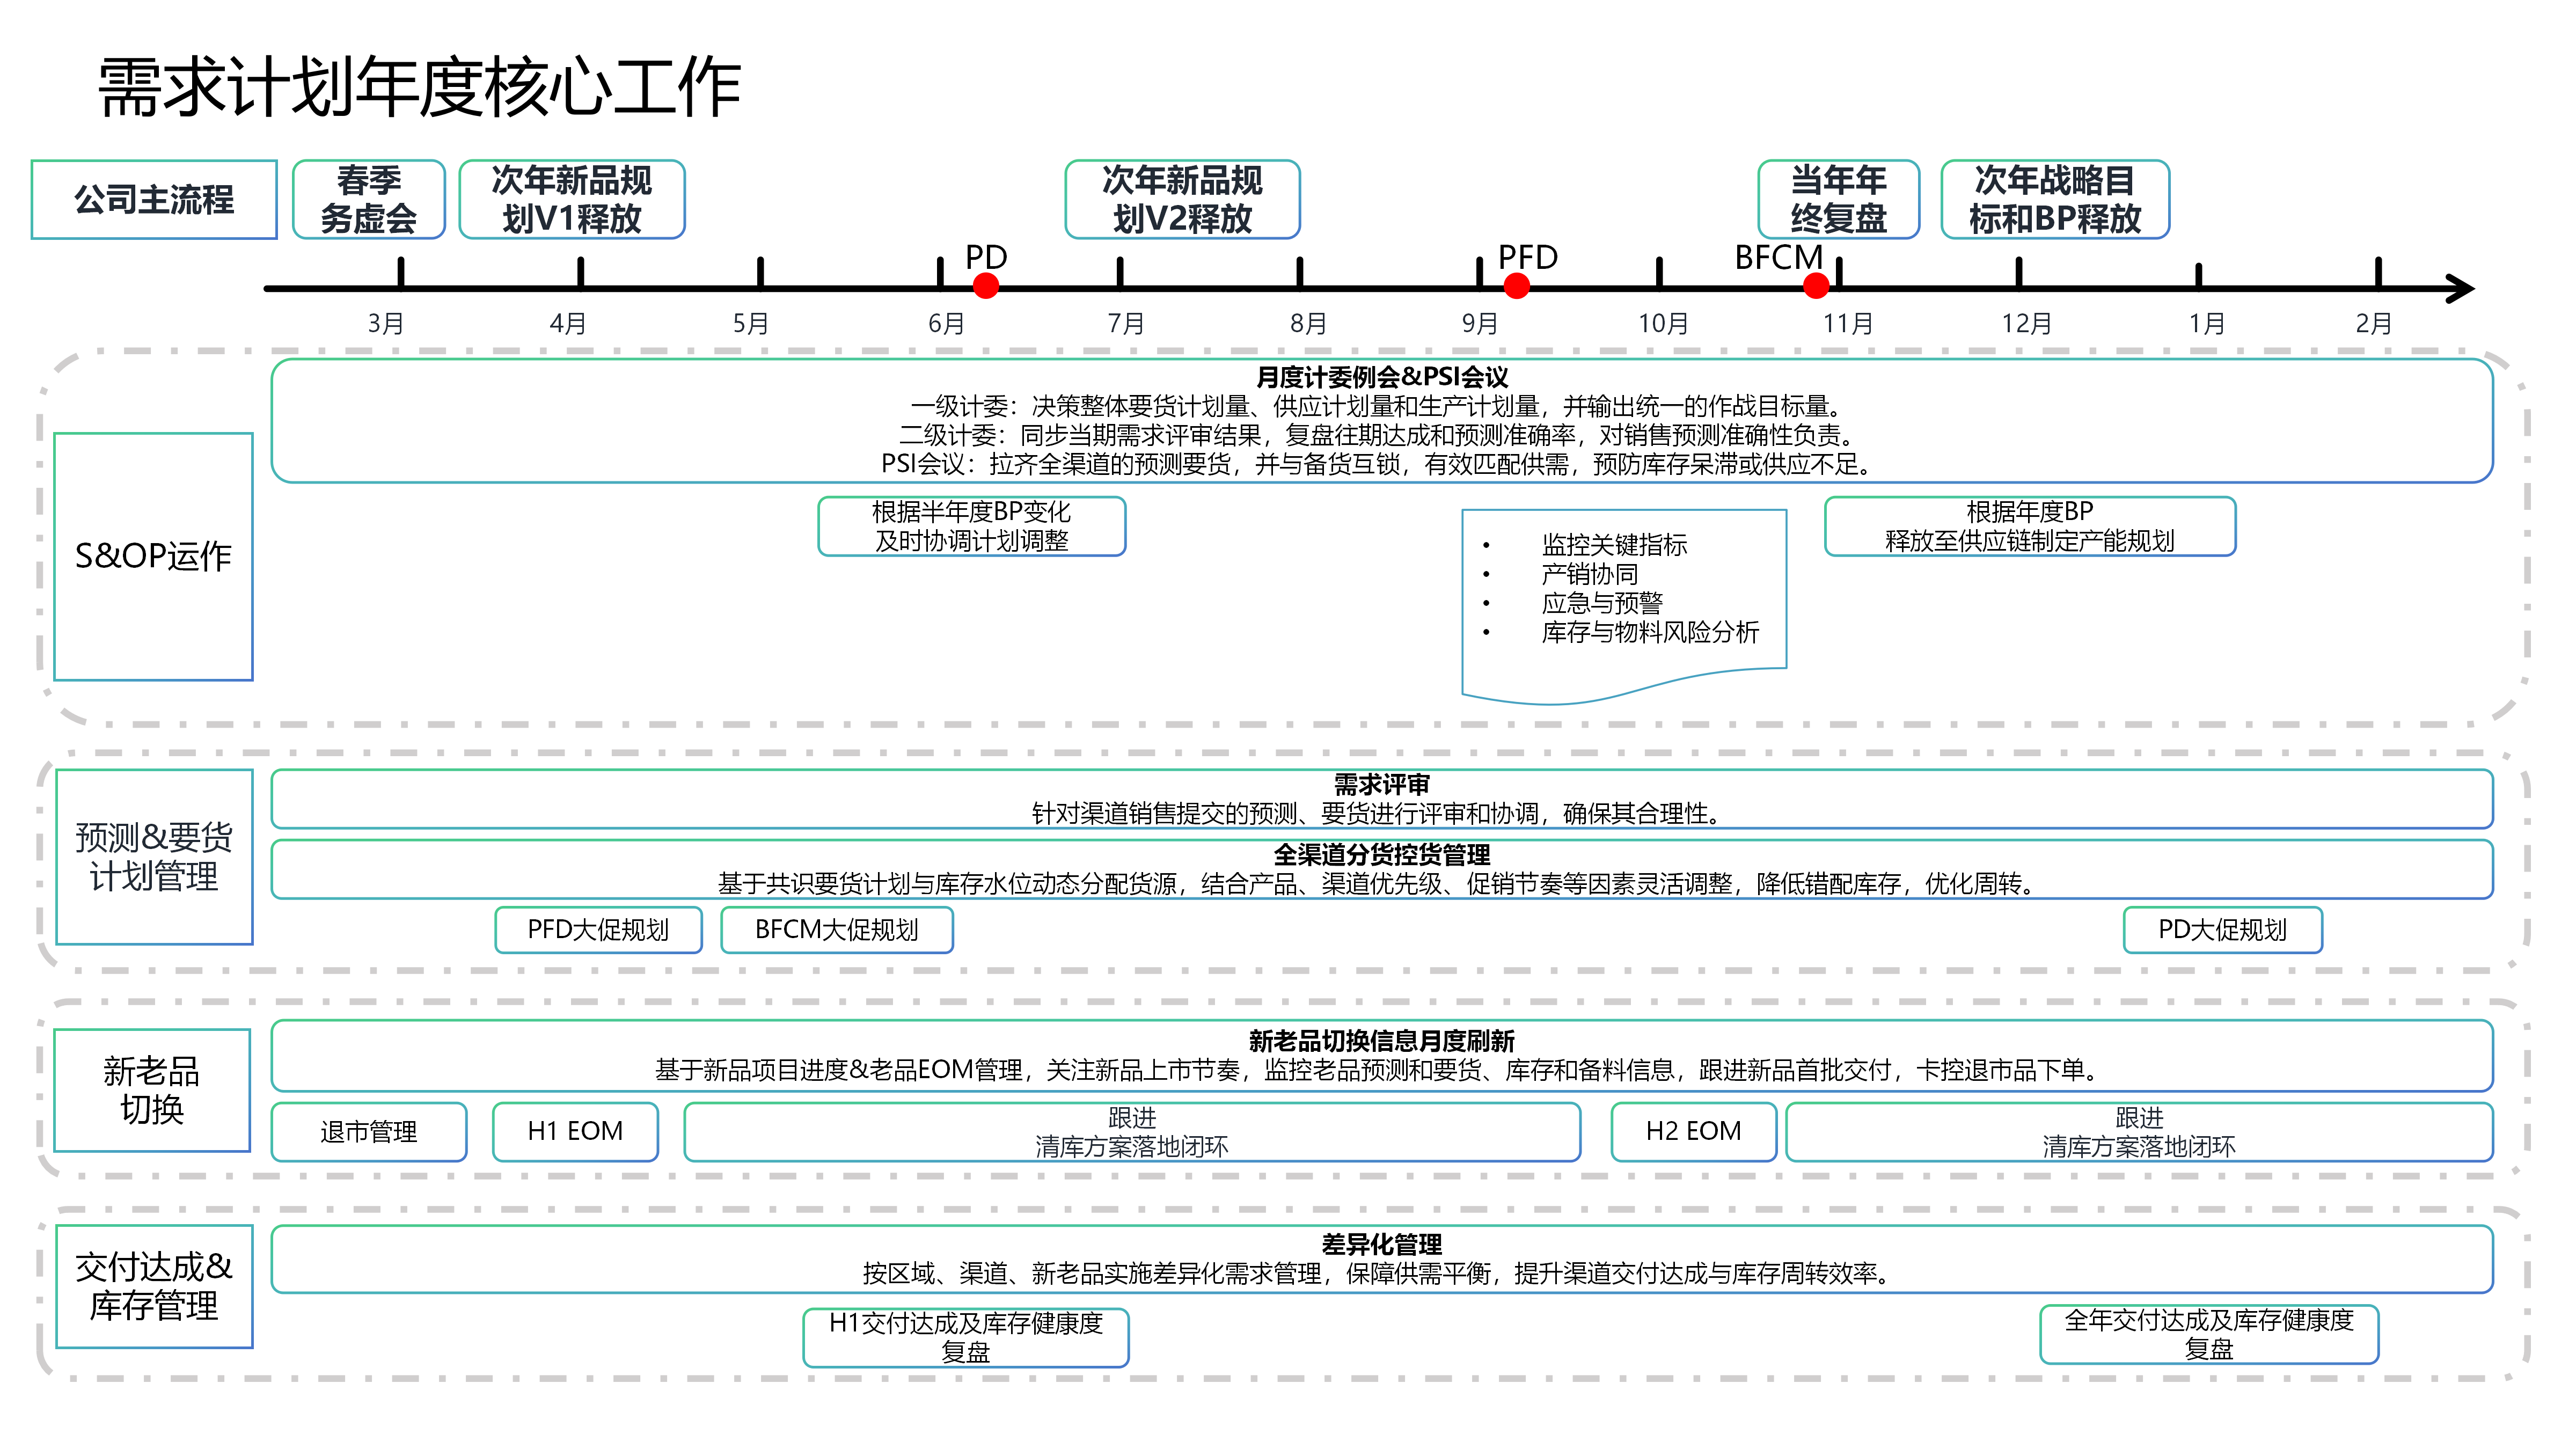 需求计划年度核心工作
公司主流程
春季
务虚会
次年新品规
划V1释放
次年新品规
划V2释放
当年年
终复盘
次年战略目
标和BP释放
PD
PFD
BFCM
3月
4月
5月
6月
7月
8月
9月
10月
11月
12月
1月
2月
S&OP运作
月度计委例会&PSI会议
一级计委：决策整体要货计划量、供应计划量和生产计划量，并输出统一的作战目标量。
二级计委：同步当期需求评审结果，复盘往期达成和预测准确率，对销售预测准确性负责。
PSI会议：拉齐全渠道的预测要货，并与备货互锁，有效匹配供需，预防库存呆滞或供应不足。
根据半年度BP变化
及时协调计划调整
• 监控关键指标
• 产销协同
• 应急与预警
• 库存与物料风险分析
根据年度BP
释放至供应链制定产能规划
预测&要货
计划管理
需求评审
针对渠道销售提交的预测、要货进行评审和协调，确保其合理性。
全渠道分货控货管理
基于共识要货计划与库存水位动态分配货源，结合产品、渠道优先级、促销节奏等因素灵活调整，降低错配库存，优化周转。
PFD大促规划
BFCM大促规划
PD大促规划
新老品
切换
新老品切换信息月度刷新
基于新品项目进度&老品EOM管理，关注新品上市节奏，监控老品预测和要货、库存和备料信息，跟进新品首批交付，卡控退市品下单。
退市管理
H1 EOM
跟进
清库方案落地闭环
H2 EOM
跟进
清库方案落地闭环
交付达成&
库存管理
差异化管理
按区域、渠道、新老品实施差异化需求管理，保障供需平衡，提升渠道交付达成与库存周转效率。
H1交付达成及库存健康度
复盘
全年交付达成及库存健康度
复盘